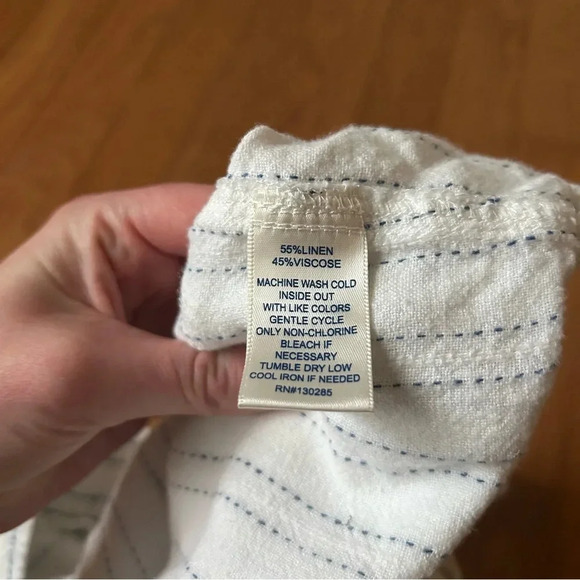 55%LINEN
45%VISCOSE
MACHINE WASH COLD
INSIDE OUT
WITH LIKE COLORS
GENTLE CYCLE
ONLY NON-CHLORINE
BLEACH IF
NECESSARY
TUMBLE DRY LOW
COOL IRON IF NEEDED
RN#130285